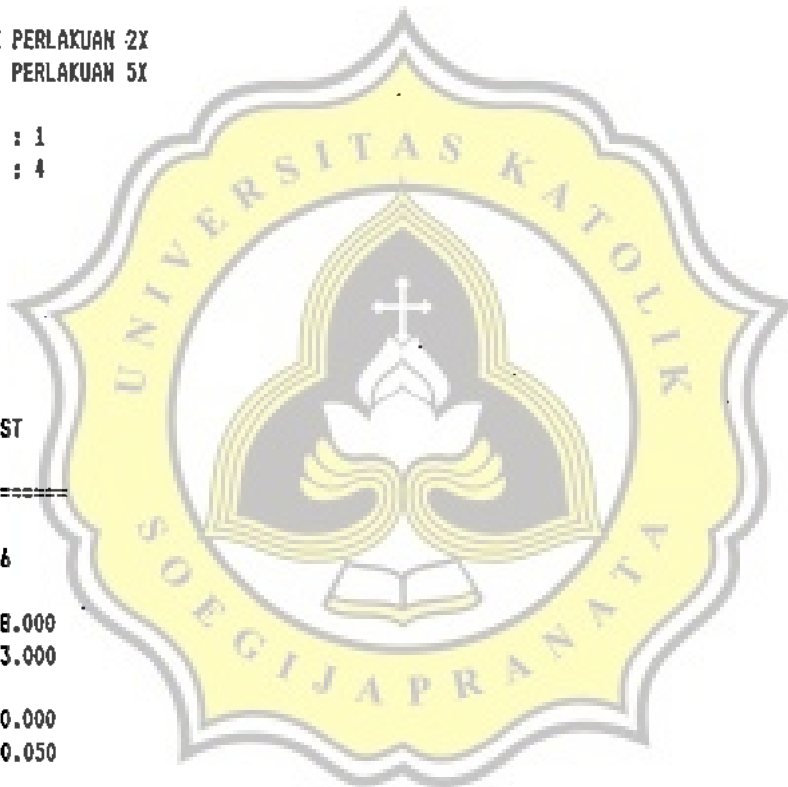 PERLAKUAN 2X
PERLAKUAN 5X
: 1
: 4
UNIVERSITAS KATOLIK
SOEGIJAPRANATA
ST
======
6
8.000
3.000
0.000
0.050